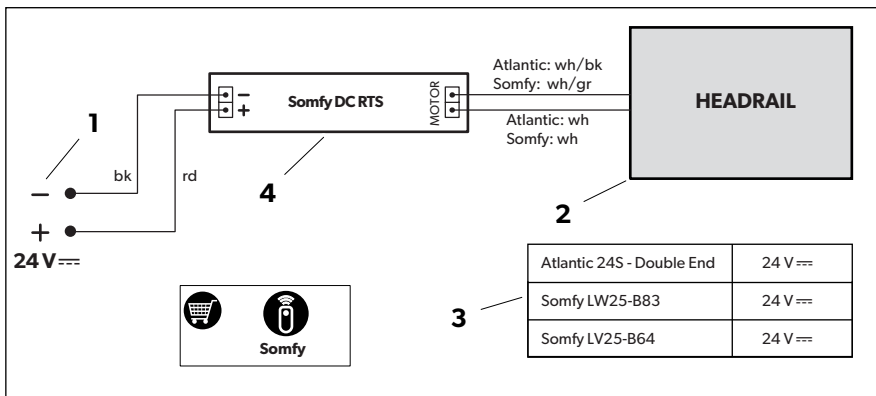 Atlantic: wh/bk
Somfy: wh/gr
Somfy DC RTS
−
+
MOTOR
HEADRAIL
Atlantic: wh
Somfy: wh
1
bk
rd
4
2
−
+
24 V⎓
Atlantic 24S - Double End 24 V⎓
3
Somfy LW25-B83 24 V⎓
Somfy LV25-B64 24 V⎓
Somfy